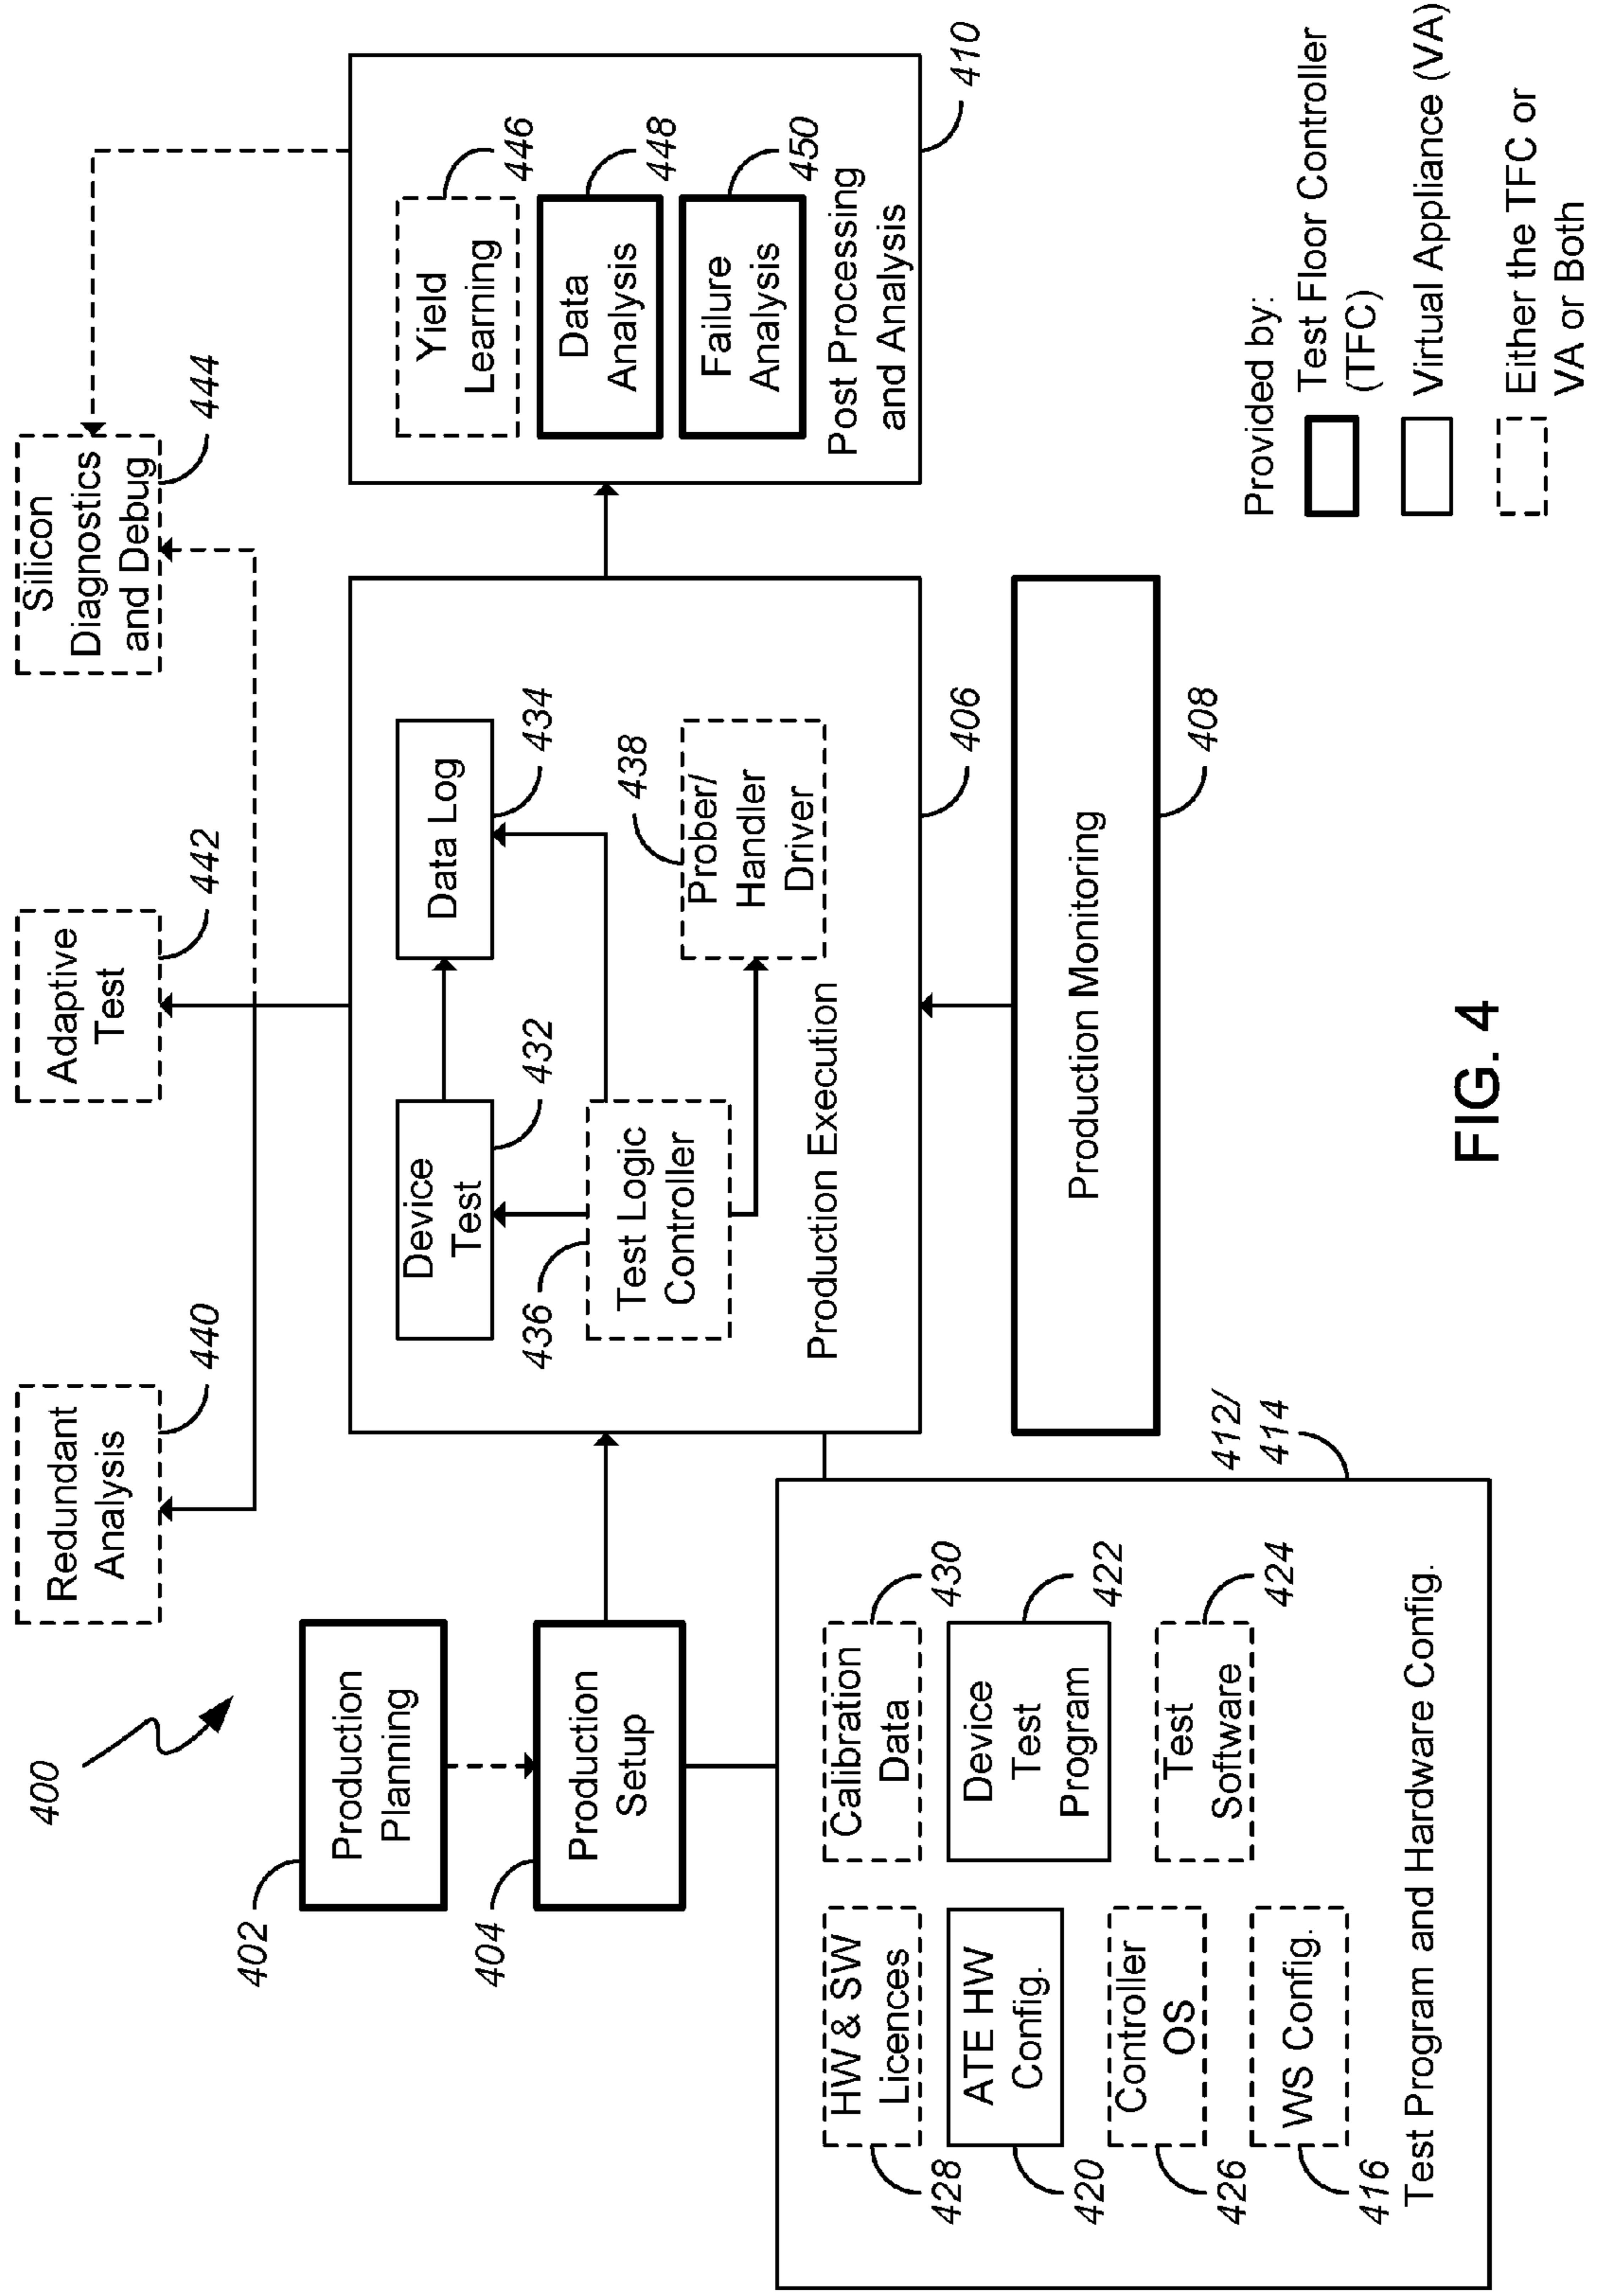 400
402
Production
Planning
404
Production
Setup
Redundant
Analysis
440
Adaptive
Test
442
Silicon
Diagnostics
and Debug
444
Device
Test
432
Data Log
434
436
Test Logic
Controller
438
Prober/
Handler
Driver
Production Execution
406
Yield
Learning
446
Data
Analysis
448
Failure
Analysis
450
Post Processing
and Analysis
410
Production Monitoring
408
412/
414
HW & SW
Licences
428
Calibration
Data
430
ATE HW
Config.
420
Device
Test
Program
422
Controller
OS
426
Test
Software
424
WS Config.
416
Test Program and Hardware Config.
Provided by:
Test Floor Controller
(TFC)
Virtual Appliance (VA)
Either the TFC or
VA or Both
FIG. 4